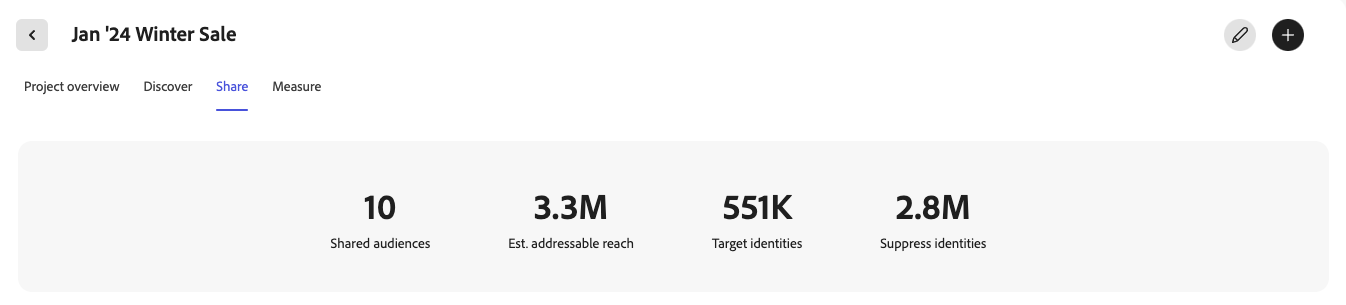 Jan '24 Winter Sale
Project overview Discover Share Measure
10 3.3M 551K 2.8M
Shared audiences Est. addressable reach Target identities Suppress identities